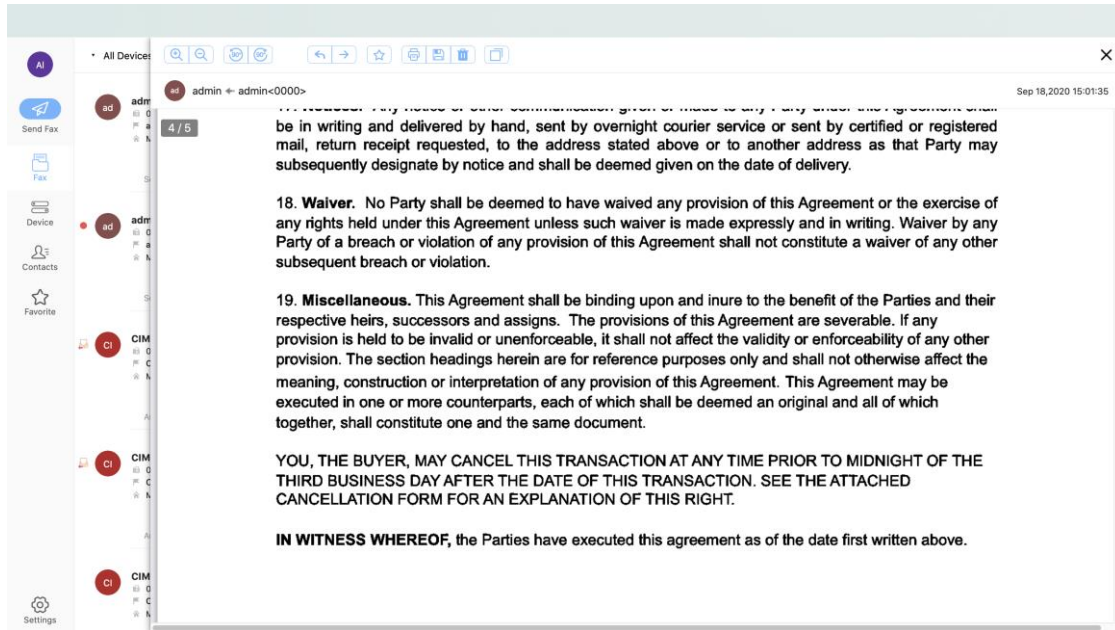 AI
All Devices
admin ← admin<0000>
Sep 18,2020 15:01:35
Send Fax
Fax
Device
Contacts
Favorite
Settings
ad
ad
CI
CIM
CI
CIM
CI
CIM
4 / 5
be in writing and delivered by hand, sent by overnight courier service or sent by certified or registered
mail, return receipt requested, to the address stated above or to another address as that Party may
subsequently designate by notice and shall be deemed given on the date of delivery.
18. Waiver. No Party shall be deemed to have waived any provision of this Agreement or the exercise of
any rights held under this Agreement unless such waiver is made expressly and in writing. Waiver by any
Party of a breach or violation of any provision of this Agreement shall not constitute a waiver of any other
subsequent breach or violation.
19. Miscellaneous. This Agreement shall be binding upon and inure to the benefit of the Parties and their
respective heirs, successors and assigns. The provisions of this Agreement are severable. If any
provision is held to be invalid or unenforceable, it shall not affect the validity or enforceability of any other
provision. The section headings herein are for reference purposes only and shall not otherwise affect the
meaning, construction or interpretation of any provision of this Agreement. This Agreement may be
executed in one or more counterparts, each of which shall be deemed an original and all of which
together, shall constitute one and the same document.
YOU, THE BUYER, MAY CANCEL THIS TRANSACTION AT ANY TIME PRIOR TO MIDNIGHT OF THE
THIRD BUSINESS DAY AFTER THE DATE OF THIS TRANSACTION. SEE THE ATTACHED
CANCELLATION FORM FOR AN EXPLANATION OF THIS RIGHT.
IN WITNESS WHEREOF, the Parties have executed this agreement as of the date first written above.